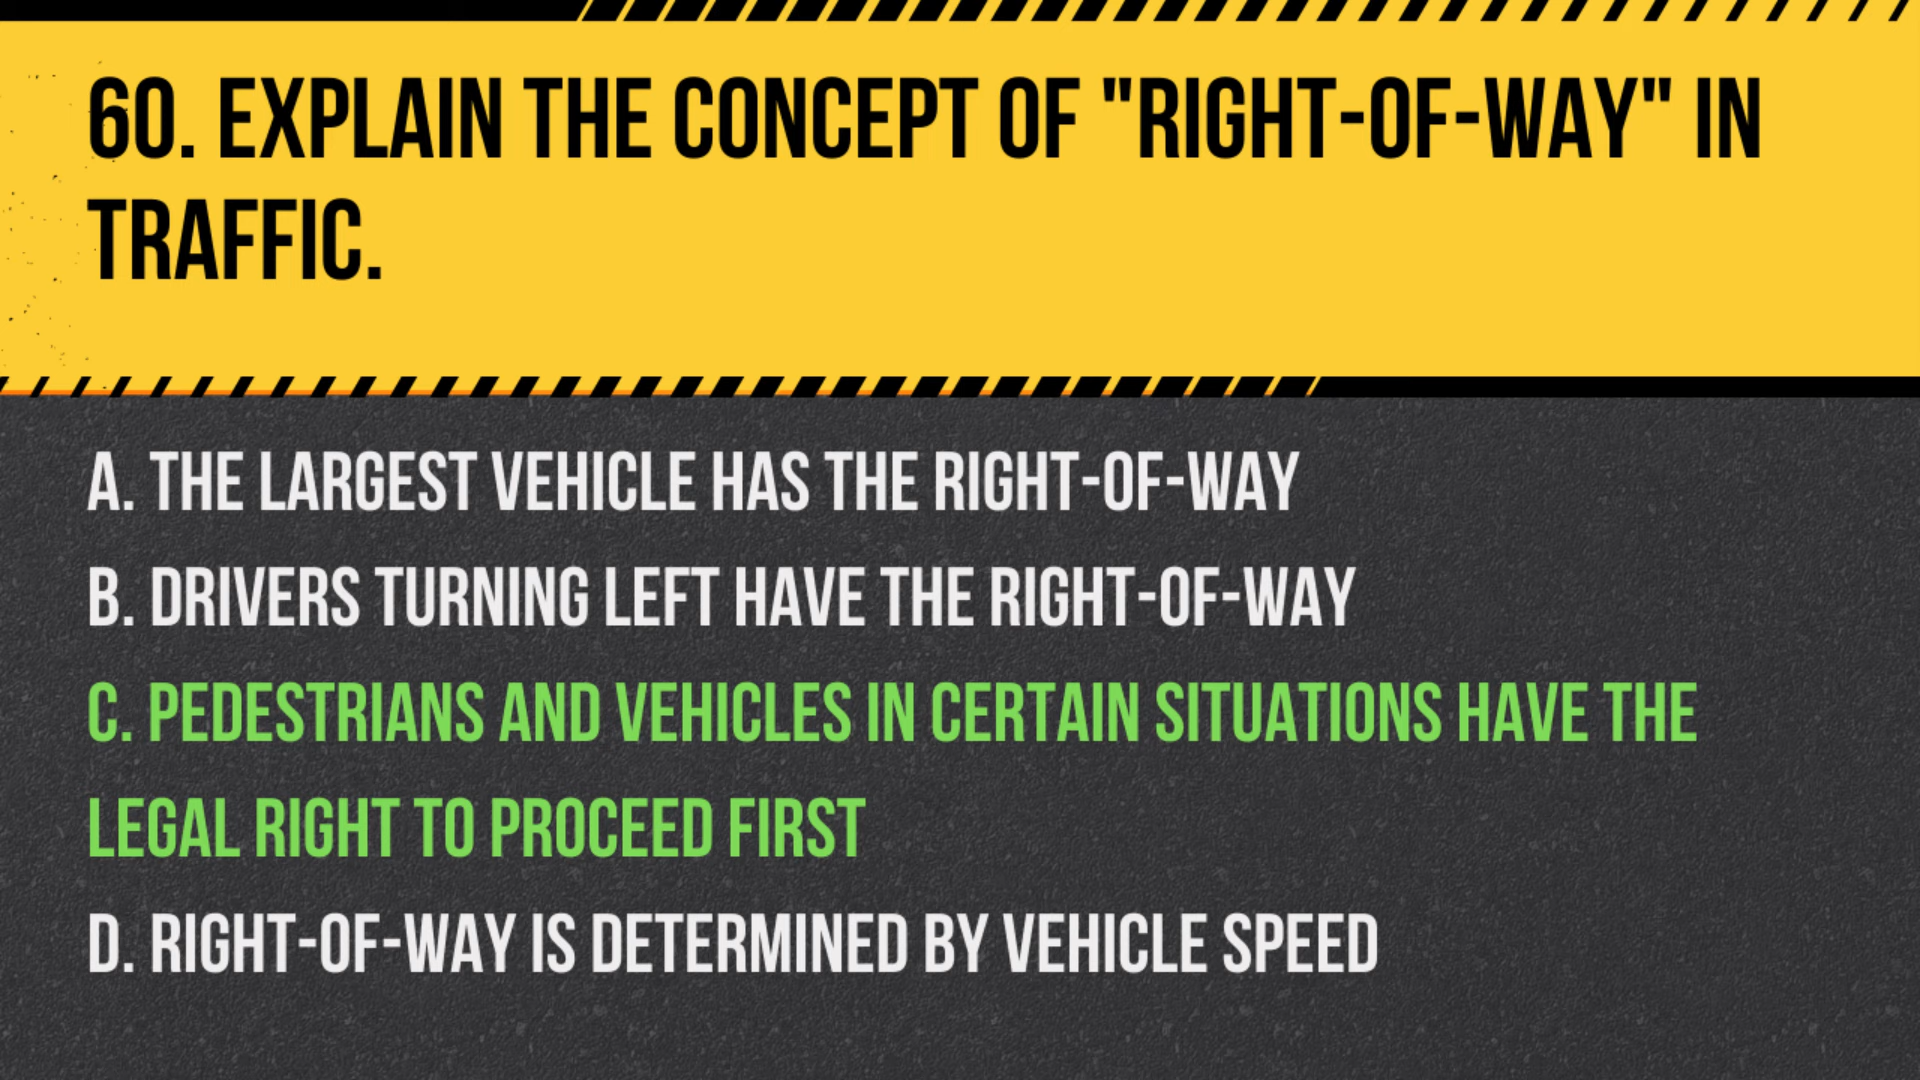 60. EXPLAIN THE CONCEPT OF "RIGHT-OF-WAY" IN
TRAFFIC.
A. THE LARGEST VEHICLE HAS THE RIGHT-OF-WAY
B. DRIVERS TURNING LEFT HAVE THE RIGHT-OF-WAY
C. PEDESTRIANS AND VEHICLES IN CERTAIN SITUATIONS HAVE THE
LEGAL RIGHT TO PROCEED FIRST
D. RIGHT-OF-WAY IS DETERMINED BY VEHICLE SPEED